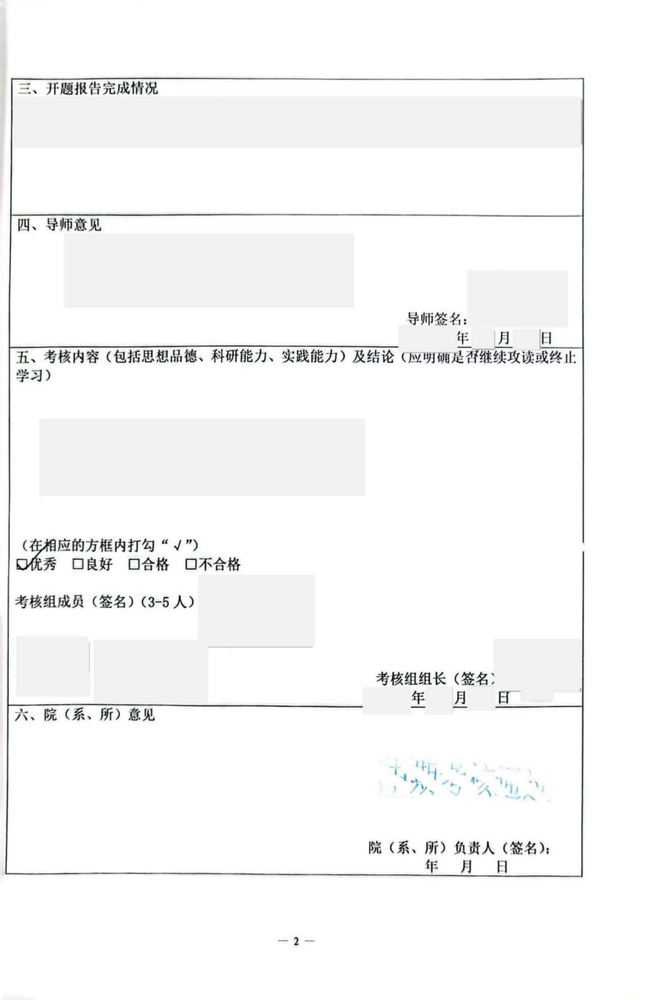 三、开题报告完成情况
四、导师意见
导师签名:
年 月 日
五、考核内容（包括思想品德、科研能力、实践能力）及结论（应明确是否继续攻读或终止
学习）
（在相应的方框内打勾“√”）
☑优秀 □良好 □合格 □不合格
考核组成员（签名）（3-5 人）
考核组组长（签名）
年 月 日
六、院（系、所）意见
院（系、所）负责人（签名）:
年 月 日
— 2 —